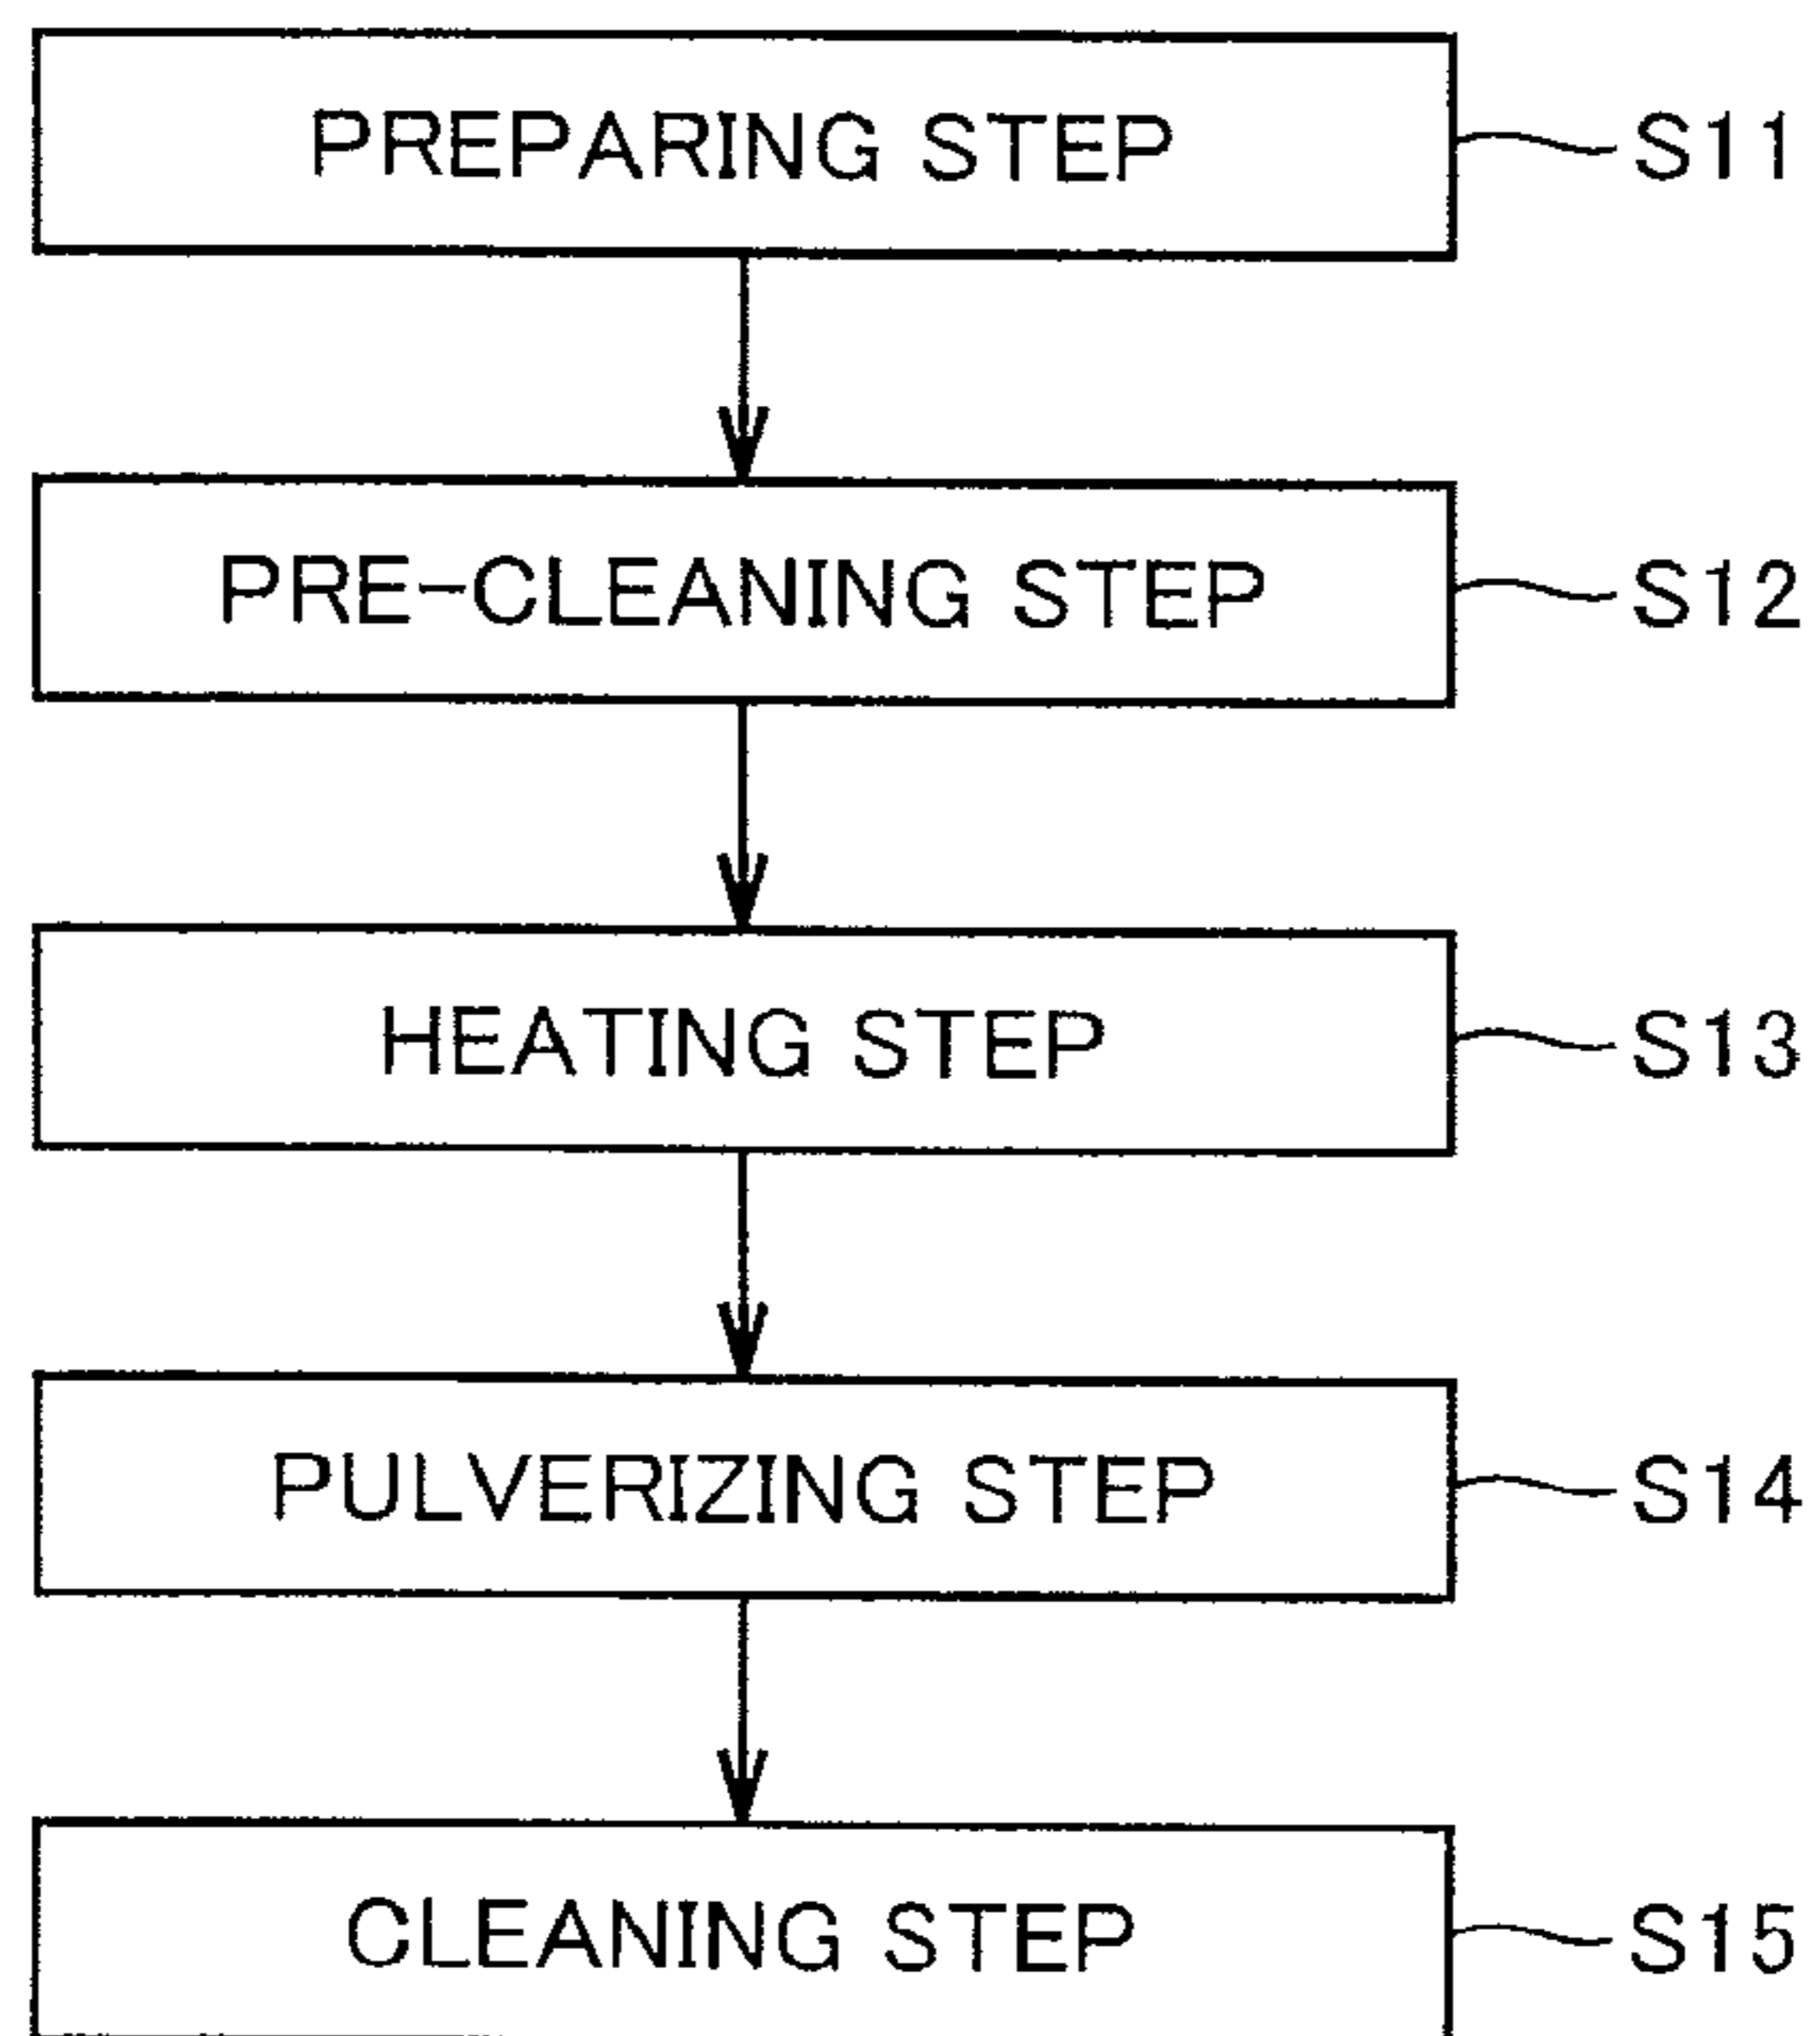 PREPARING STEP S11
PRE-CLEANING STEP S12
HEATING STEP S13
PULVERIZING STEP S14
CLEANING STEP S15